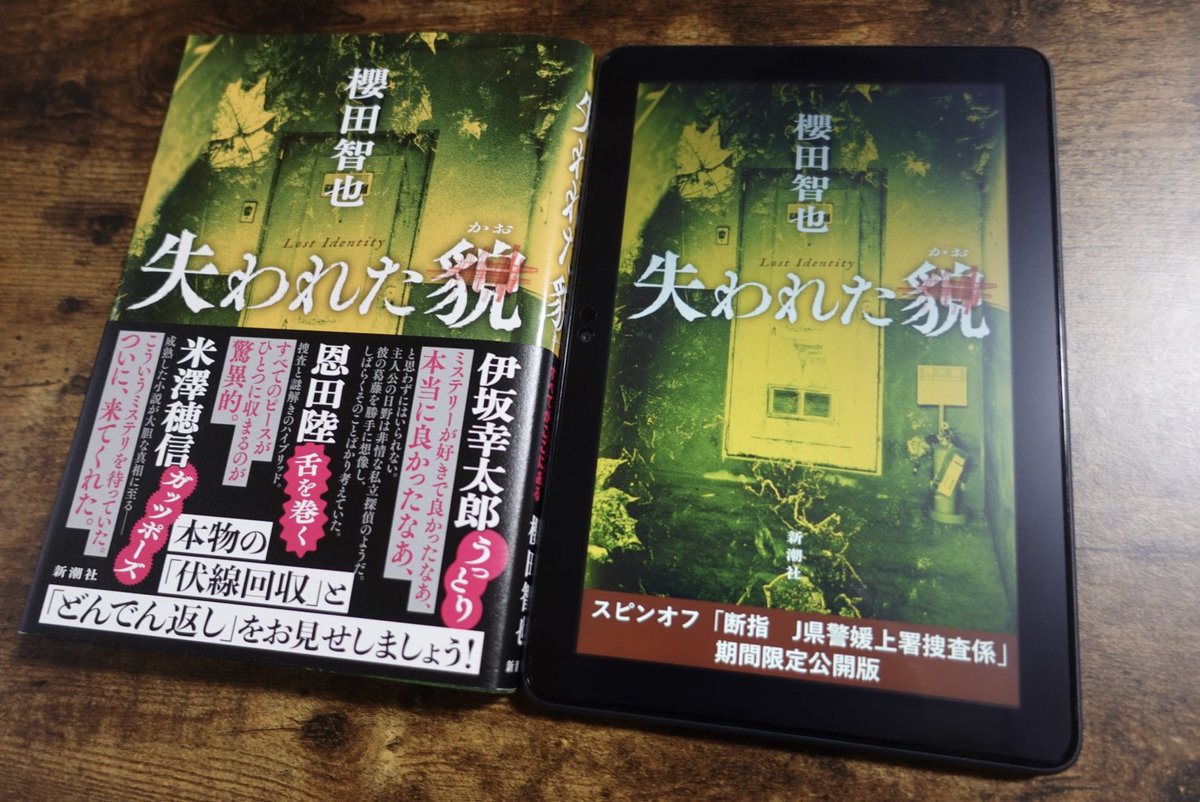 櫻田智也
Lost Identity
かお
失われた貌
伊坂幸太郎
うっとり
ミステリーが好きで良かったなあ、
本当に良かったなあ、
と思わずにはいられない。
主人公の日野は非情な私立探偵のようだ。
彼の葛藤を勝手に想像し、
しばらくそのことばかり考えていた。
恩田陸
舌を巻く
捜査と謎解きのハイブリッド。
すべてのピースが
ひとつに収まるのが
驚異的。
米澤穂信
ガッツポーズ
成熟した小説が大胆な真相に至る——
こういうミステリを待っていた。
ついに、来てくれた。
本物の
「伏線回収」と
「どんでん返し」をお見せしましょう！
新潮社
失われた貌
櫻田智也
新潮
櫻田智也
Lost Identity
かお
失われた貌
新潮社
スピンオフ「断指　J県警媛上署捜査係」
期間限定公開版